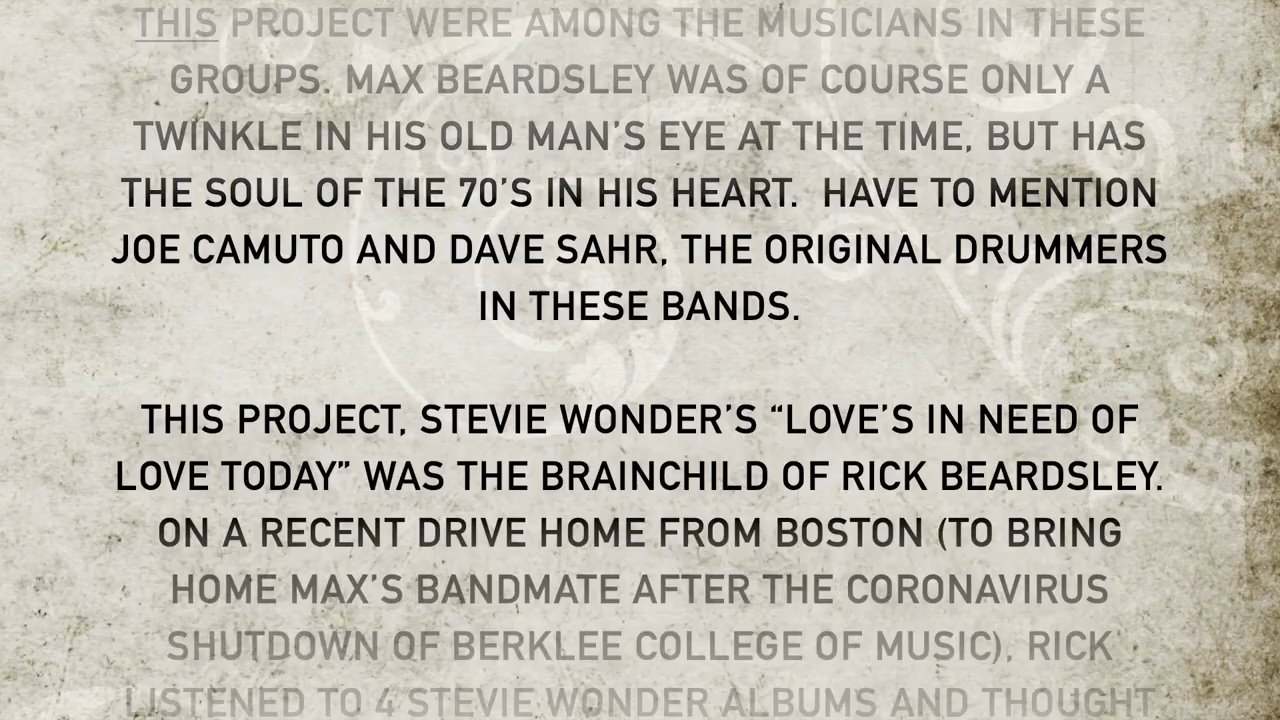 THIS PROJECT WERE AMONG THE MUSICIANS IN THESE
GROUPS. MAX BEARDSLEY WAS OF COURSE ONLY A
TWINKLE IN HIS OLD MAN’S EYE AT THE TIME, BUT HAS
THE SOUL OF THE 70’S IN HIS HEART.  HAVE TO MENTION
JOE CAMUTO AND DAVE SAHR, THE ORIGINAL DRUMMERS
IN THESE BANDS.
THIS PROJECT, STEVIE WONDER’S “LOVE’S IN NEED OF
LOVE TODAY” WAS THE BRAINCHILD OF RICK BEARDSLEY.
ON A RECENT DRIVE HOME FROM BOSTON (TO BRING
HOME MAX’S BANDMATE AFTER THE CORONAVIRUS
SHUTDOWN OF BERKLEE COLLEGE OF MUSIC), RICK
LISTENED TO 4 STEVIE WONDER ALBUMS AND THOUGHT